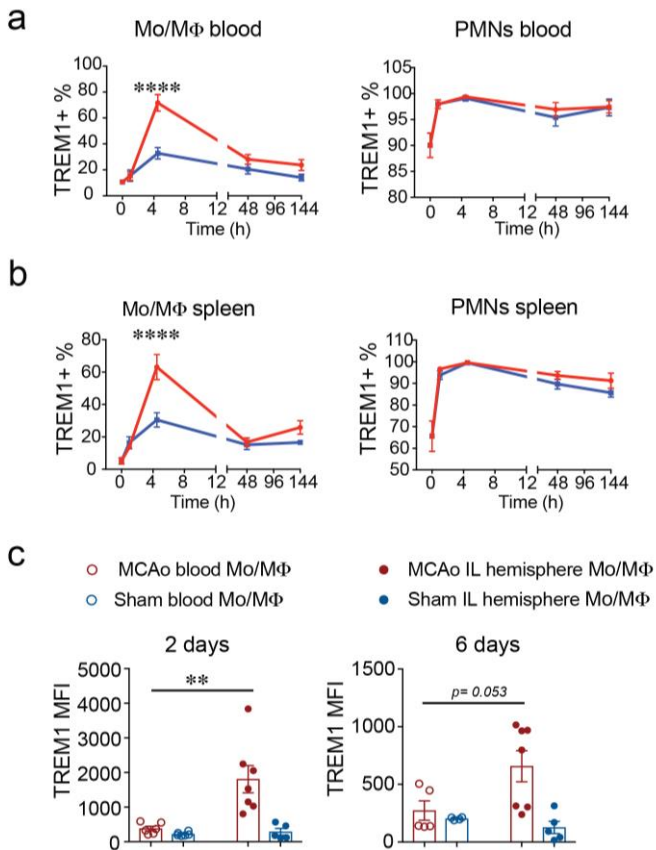 a
Mo/MΦ blood
PMNs blood
TREM1+ %
100
80
60
40
20
0
****
0 4 8 12 48 96 144
Time (h)
TREM1+ %
105
100
95
90
85
80
0 4 8 12 48 96 144
Time (h)
b
Mo/MΦ spleen
PMNs spleen
TREM1+ %
80
60
40
20
0
****
0 4 8 12 48 96 144
Time (h)
TREM1+ %
110
100
90
80
70
60
50
0 4 8 12 48 96 144
Time (h)
c
MCAo blood Mo/MΦ
MCAo IL hemisphere Mo/MΦ
Sham blood Mo/MΦ
Sham IL hemisphere Mo/MΦ
2 days
TREM1 MFI
5000
4000
3000
2000
1000
0
**
6 days
TREM1 MFI
1500
1000
500
0
p= 0.053